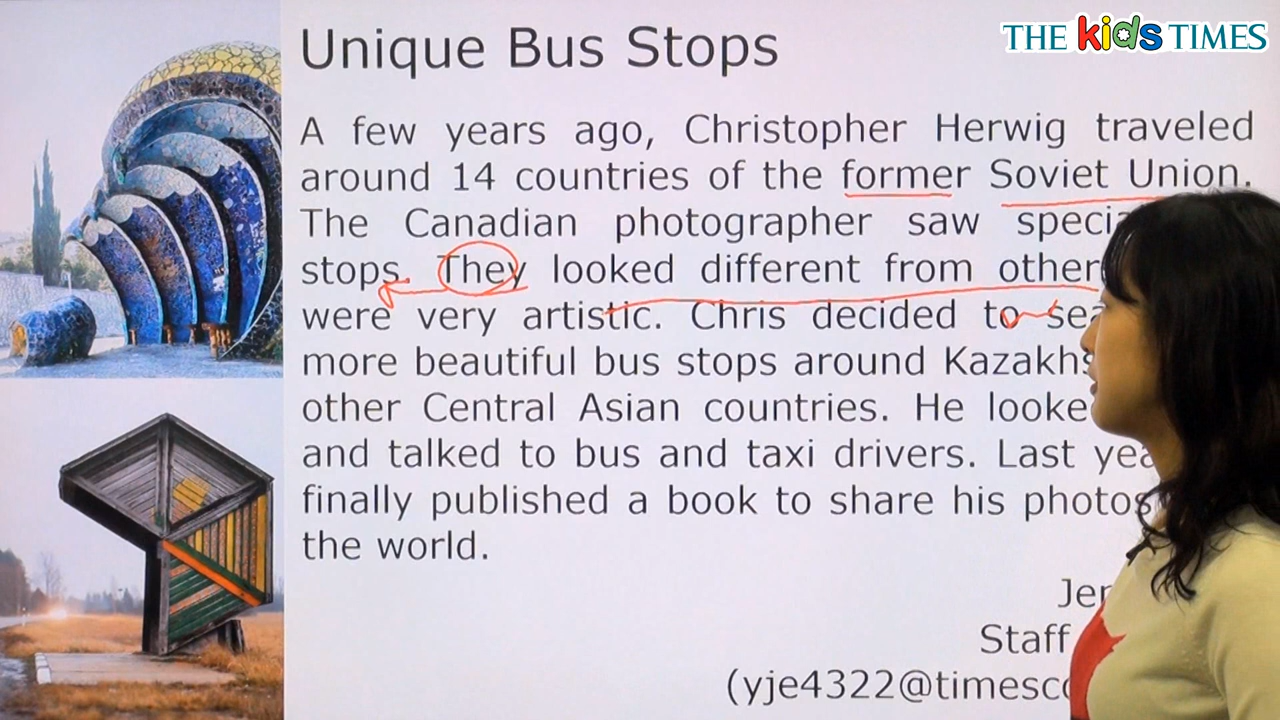 THE kids TIMES
Unique Bus Stops
A few years ago, Christopher Herwig traveled
around 14 countries of the former Soviet Union.
The Canadian photographer saw
stops. They looked different from other
were very artistic. Chris decided to
more beautiful bus stops around
other Central Asian countries. He
and talked to bus and taxi drivers. Last
finally published a book to share his photos
the world.
Staff